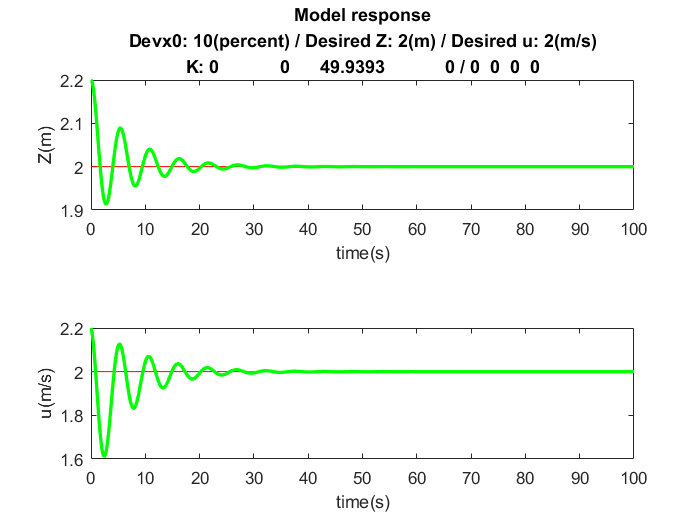 Model response
Devx0: 10(percent) / Desired Z: 2(m) / Desired u: 2(m/s)
K: 0 0 49.9393 0 / 0 0 0 0
2.2
2.1
2
1.9
Z(m)
0 10 20 30 40 50 60 70 80 90 100
time(s)
2.2
2
1.8
1.6
u(m/s)
0 10 20 30 40 50 60 70 80 90 100
time(s)